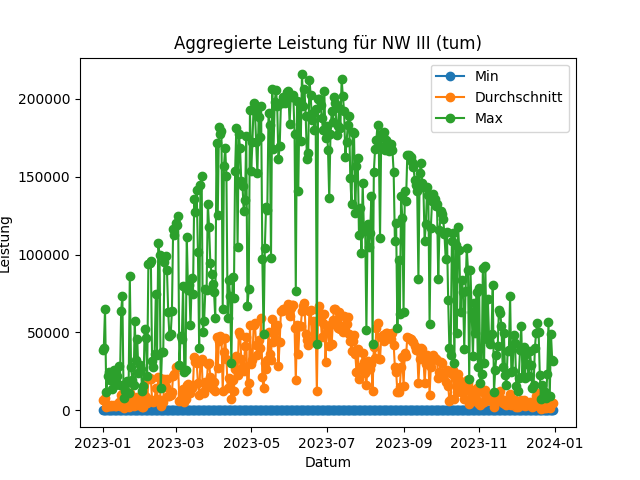 Aggregierte Leistung für NW III (tum)
Min
Durchschnitt
Max
200000
150000
100000
50000
0
Leistung
2023-01
2023-03
2023-05
2023-07
2023-09
2023-11
2024-01
Datum